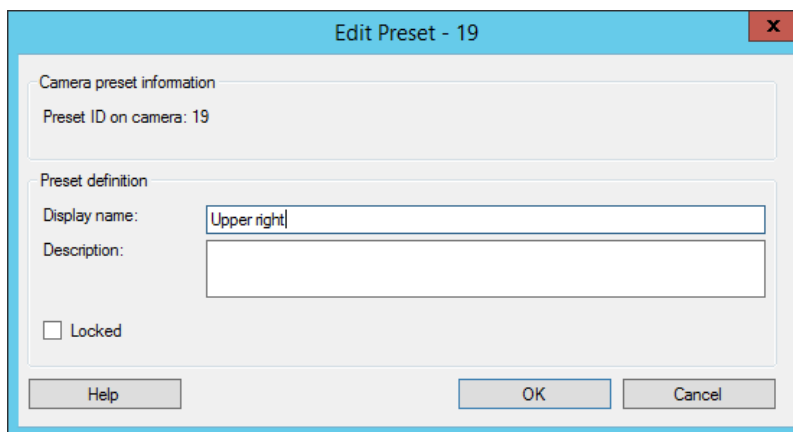 Edit Preset - 19
x
Camera preset information
Preset ID on camera: 19
Preset definition
Display name: Upper right
Description:
Locked
Help OK Cancel